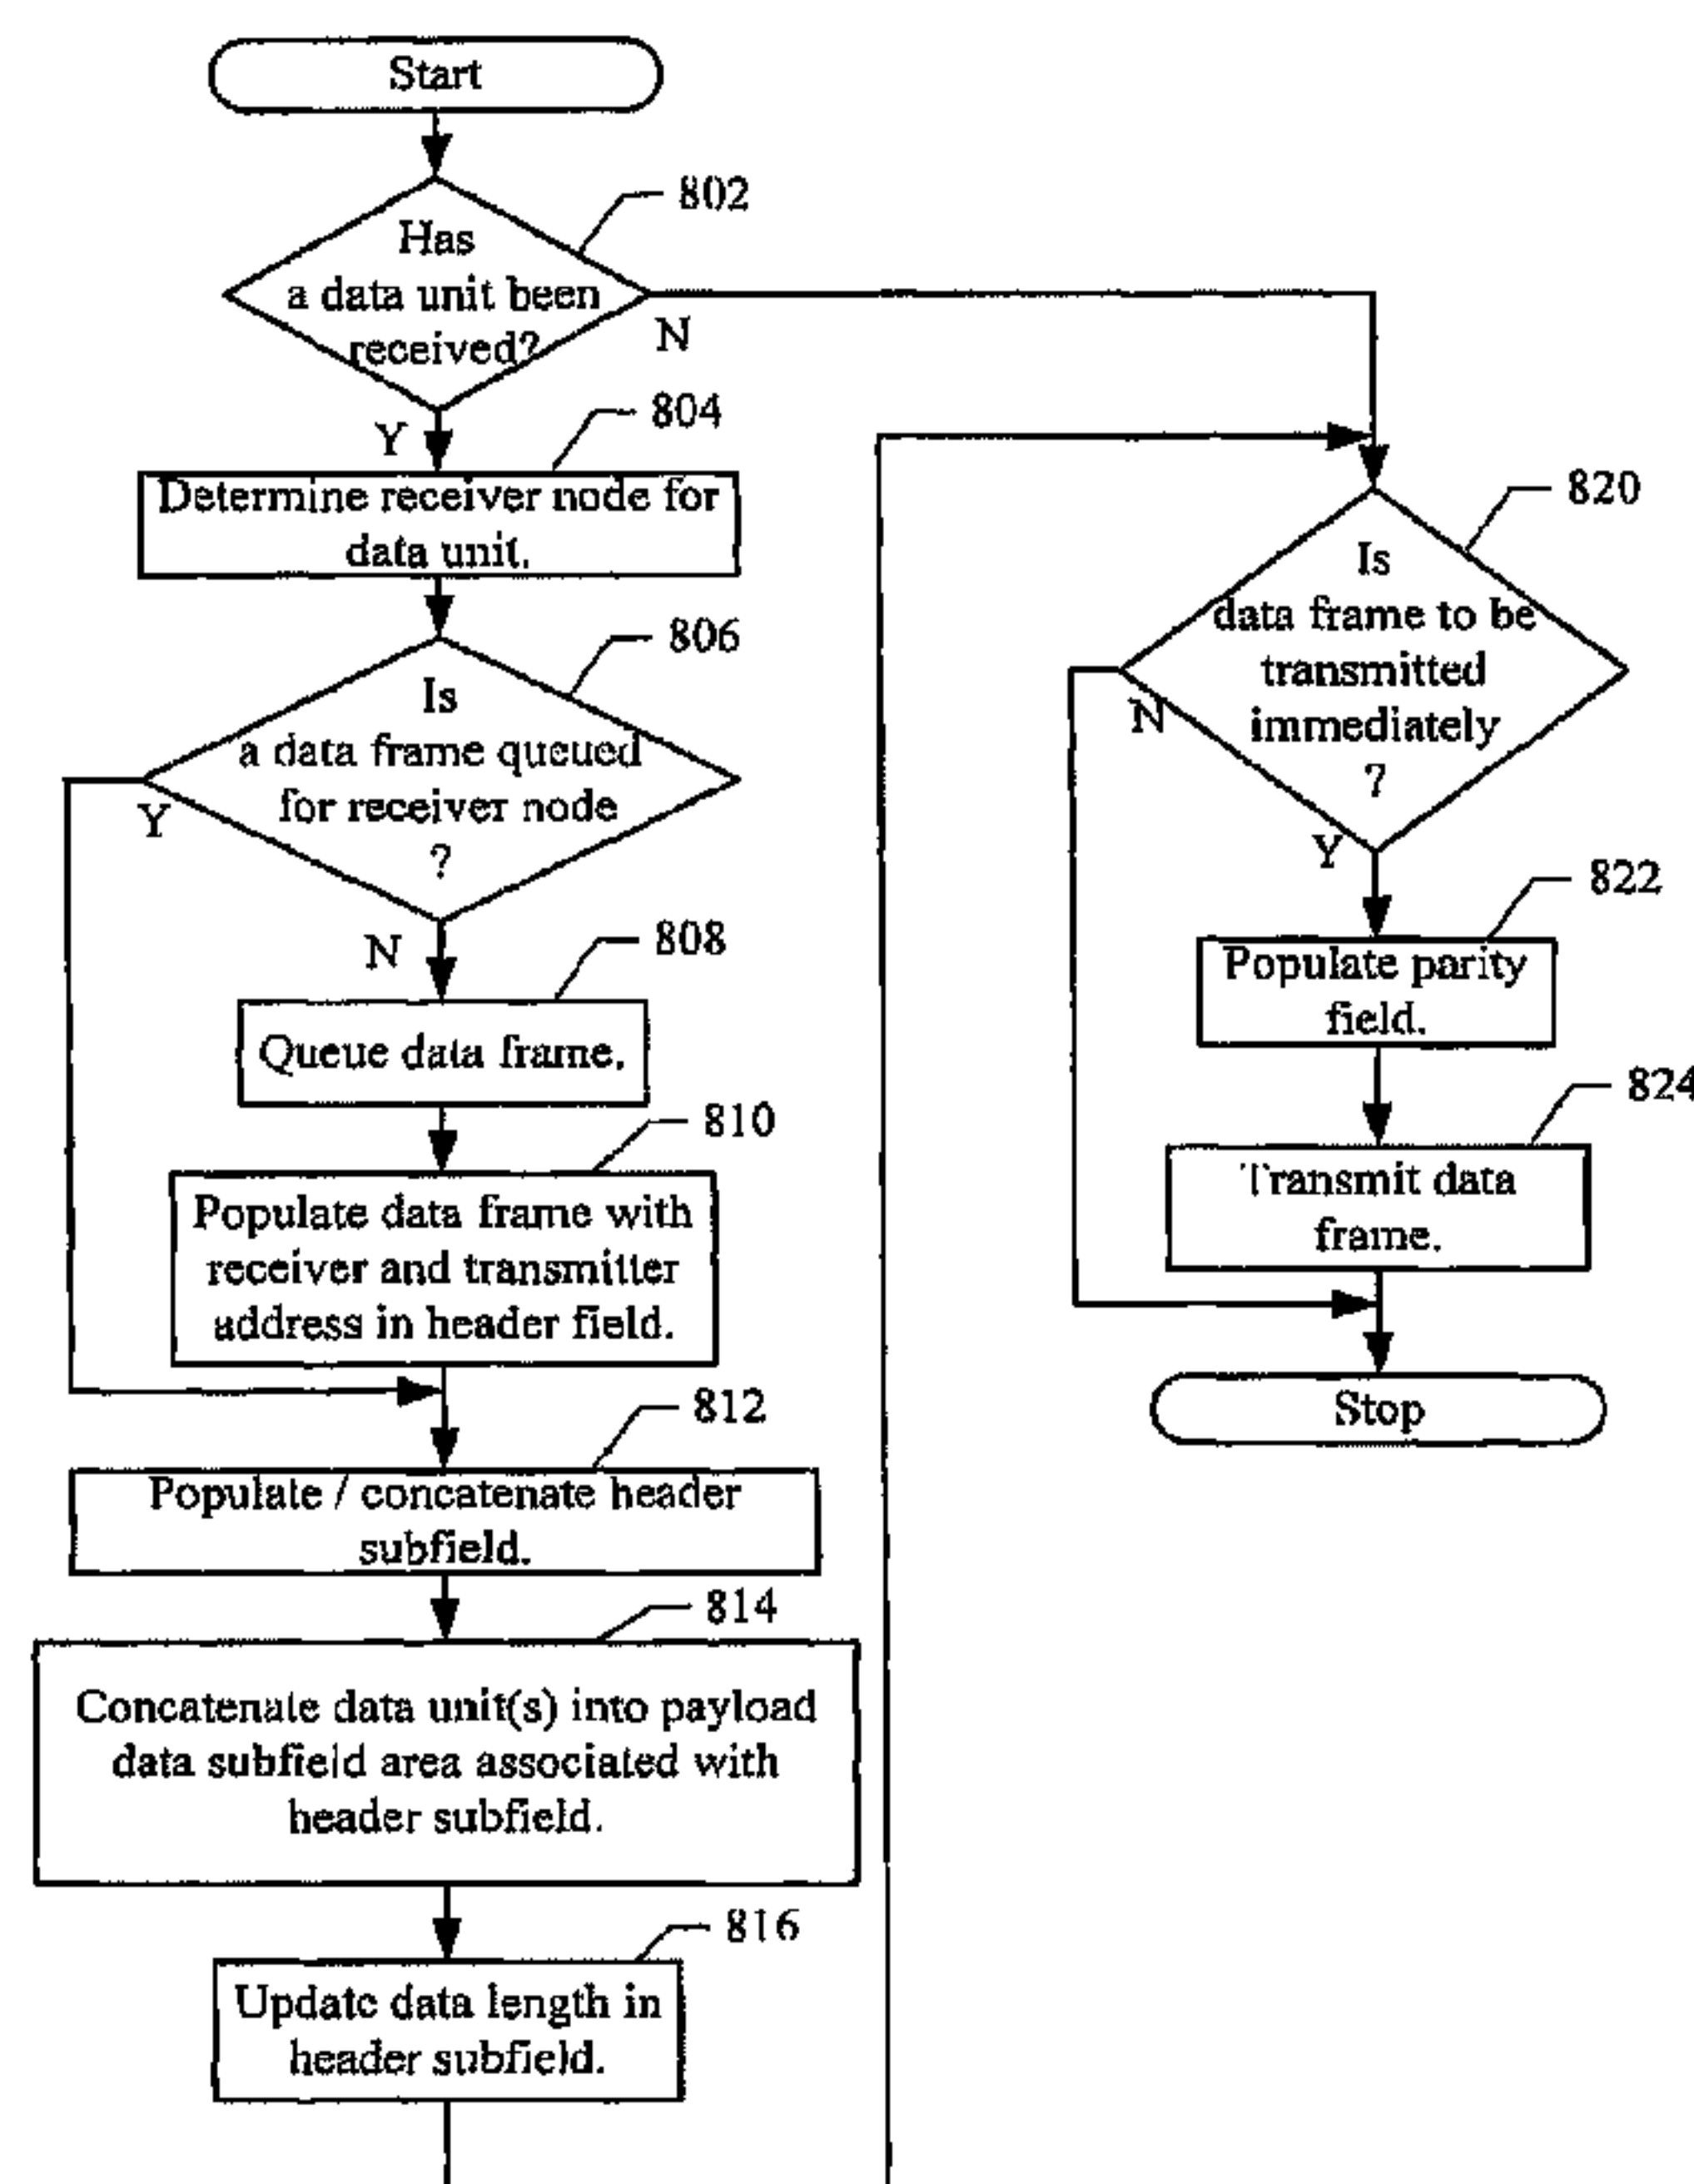 Start
802
Has
a data unit been
received?
N
Y
804
Determine receiver node for
data unit.
806
Is
a data frame queued
for receiver node
?
Y
N
808
Queue data frame.
810
Populate data frame with
receiver and transmitter
address in header field.
812
Populate / concatenate header
subfield.
814
Concatenate data unit(s) into payload
data subfield area associated with
header subfield.
816
Update data length in
header subfield.
820
Is
data frame to be
transmitted
immediately
?
N
Y
822
Populate parity
field.
824
Transmit data
frame.
Stop